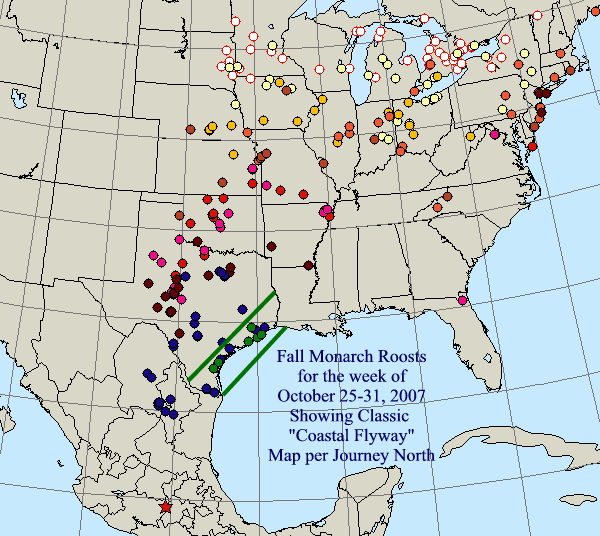 Fall Monarch Roosts
for the week of
October 25-31, 2007
Showing Classic
"Coastal Flyway"
Map per Journey North